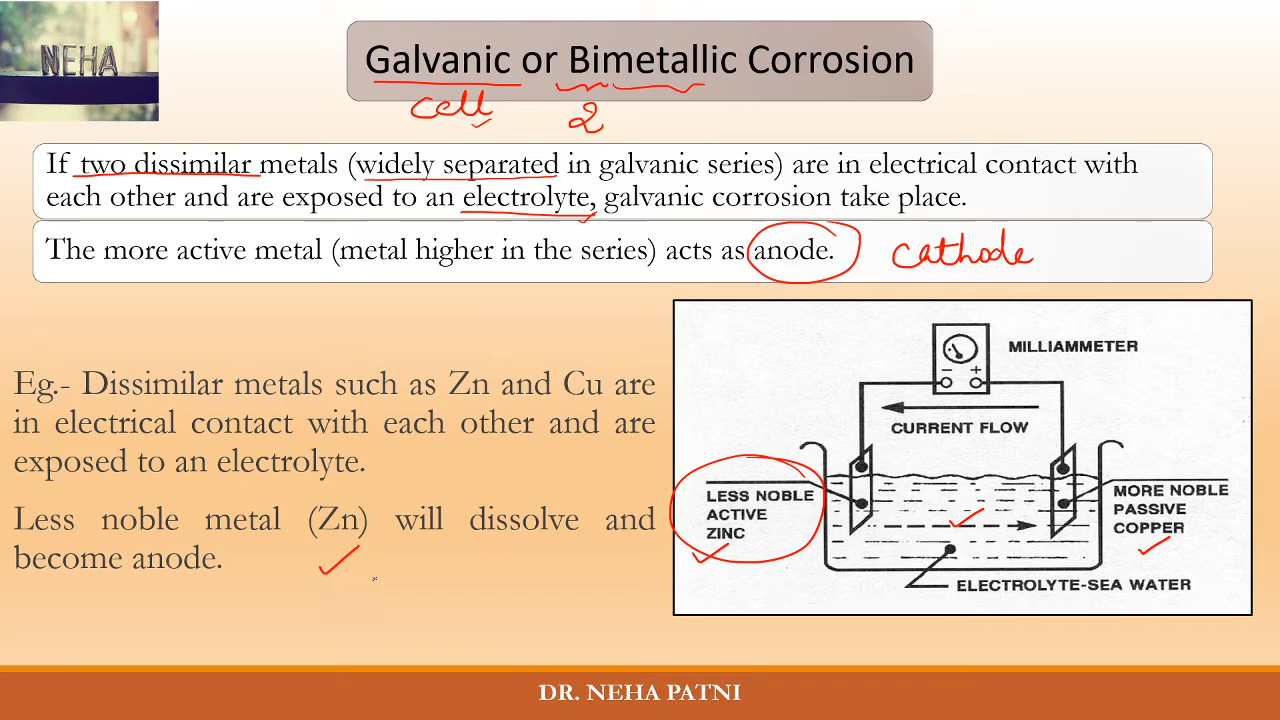 NEHA
Galvanic or Bimetallic Corrosion
cell 2
If two dissimilar metals (widely separated in galvanic series) are in electrical contact with
each other and are exposed to an electrolyte, galvanic corrosion take place.
The more active metal (metal higher in the series) acts as anode. cathode
Eg.- Dissimilar metals such as Zn and Cu are
in electrical contact with each other and are
exposed to an electrolyte.
Less noble metal (Zn) will dissolve and
become anode.
MILLIAMMETER
− +
CURRENT FLOW
LESS NOBLE
ACTIVE
ZINC
MORE NOBLE
PASSIVE
COPPER
ELECTROLYTE-SEA WATER
DR. NEHA PATNI